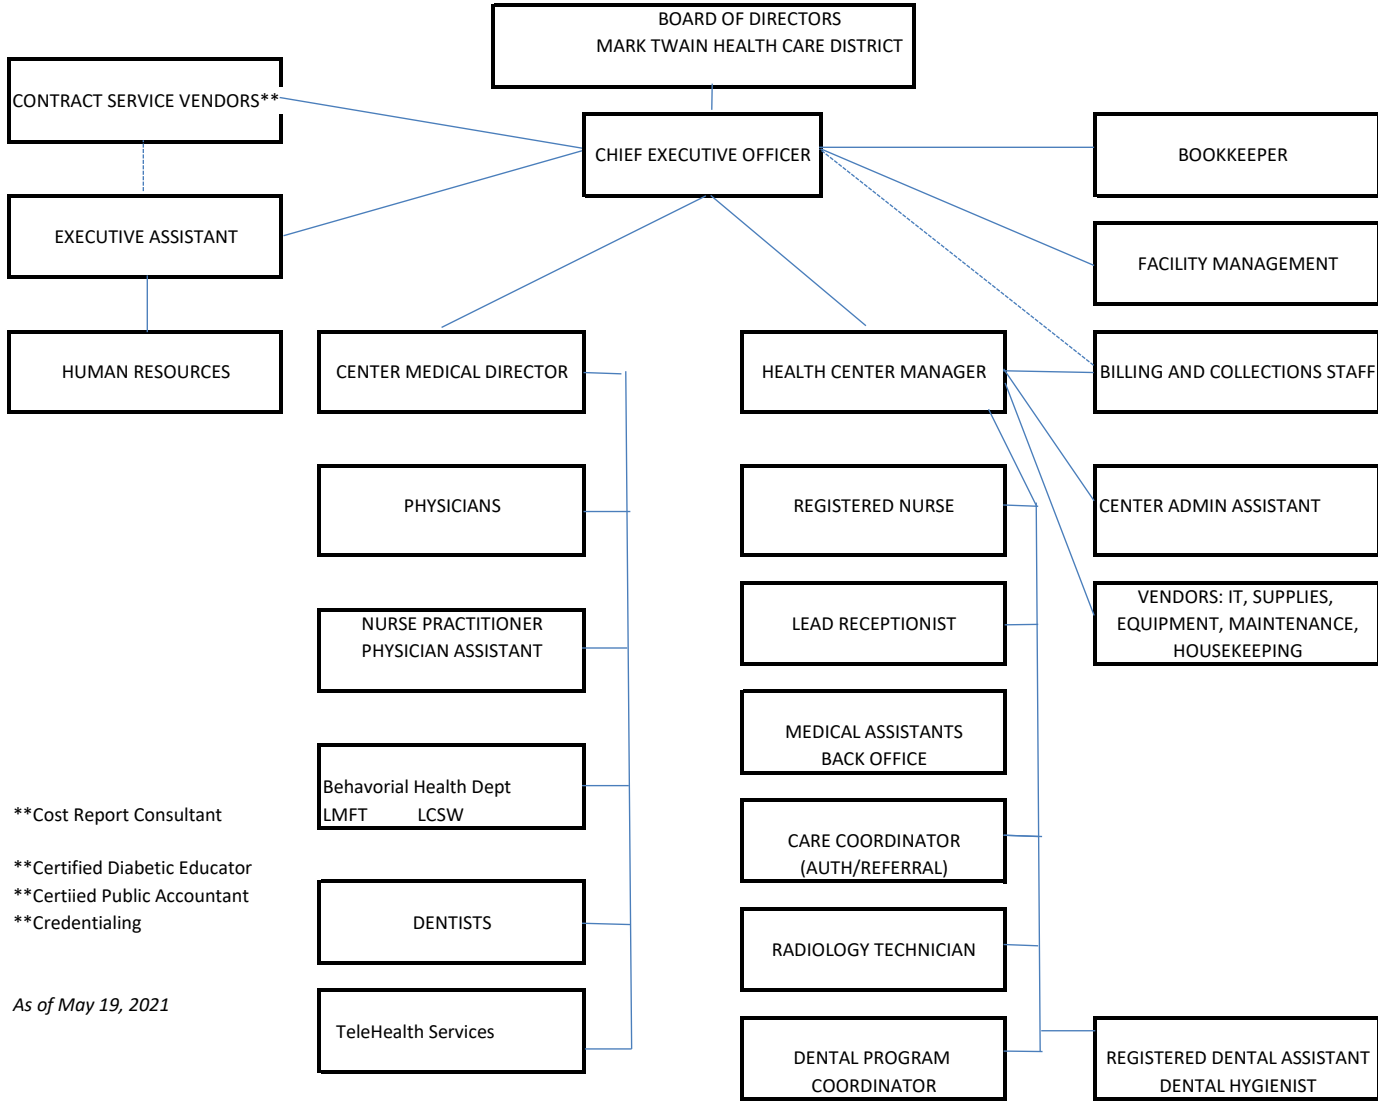 BOARD OF DIRECTORS
MARK TWAIN HEALTH CARE DISTRICT
CONTRACT SERVICE VENDORS**
CHIEF EXECUTIVE OFFICER
BOOKKEEPER
EXECUTIVE ASSISTANT
FACILITY MANAGEMENT
HUMAN RESOURCES
CENTER MEDICAL DIRECTOR
HEALTH CENTER MANAGER
BILLING AND COLLECTIONS STAFF
PHYSICIANS
REGISTERED NURSE
CENTER ADMIN ASSISTANT
NURSE PRACTITIONER
PHYSICIAN ASSISTANT
LEAD RECEPTIONIST
VENDORS: IT, SUPPLIES,
EQUIPMENT, MAINTENANCE,
HOUSEKEEPING
MEDICAL ASSISTANTS
BACK OFFICE
Behavorial Health Dept
LMFT LCSW
**Cost Report Consultant
CARE COORDINATOR
(AUTH/REFERRAL)
**Certified Diabetic Educator
**Certiied Public Accountant
**Credentialing
DENTISTS
RADIOLOGY TECHNICIAN
As of May 19, 2021
TeleHealth Services
DENTAL PROGRAM
COORDINATOR
REGISTERED DENTAL ASSISTANT
DENTAL HYGIENIST